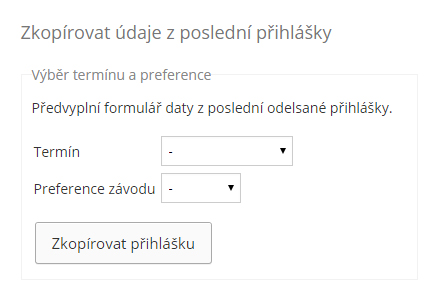 Zkopírovat údaje z poslední přihlášky
Výběr termínu a preference
Předvyplní formulář daty z poslední odelsané přihlášky.
Termín -
Preference závodu -
Zkopírovat přihlášku